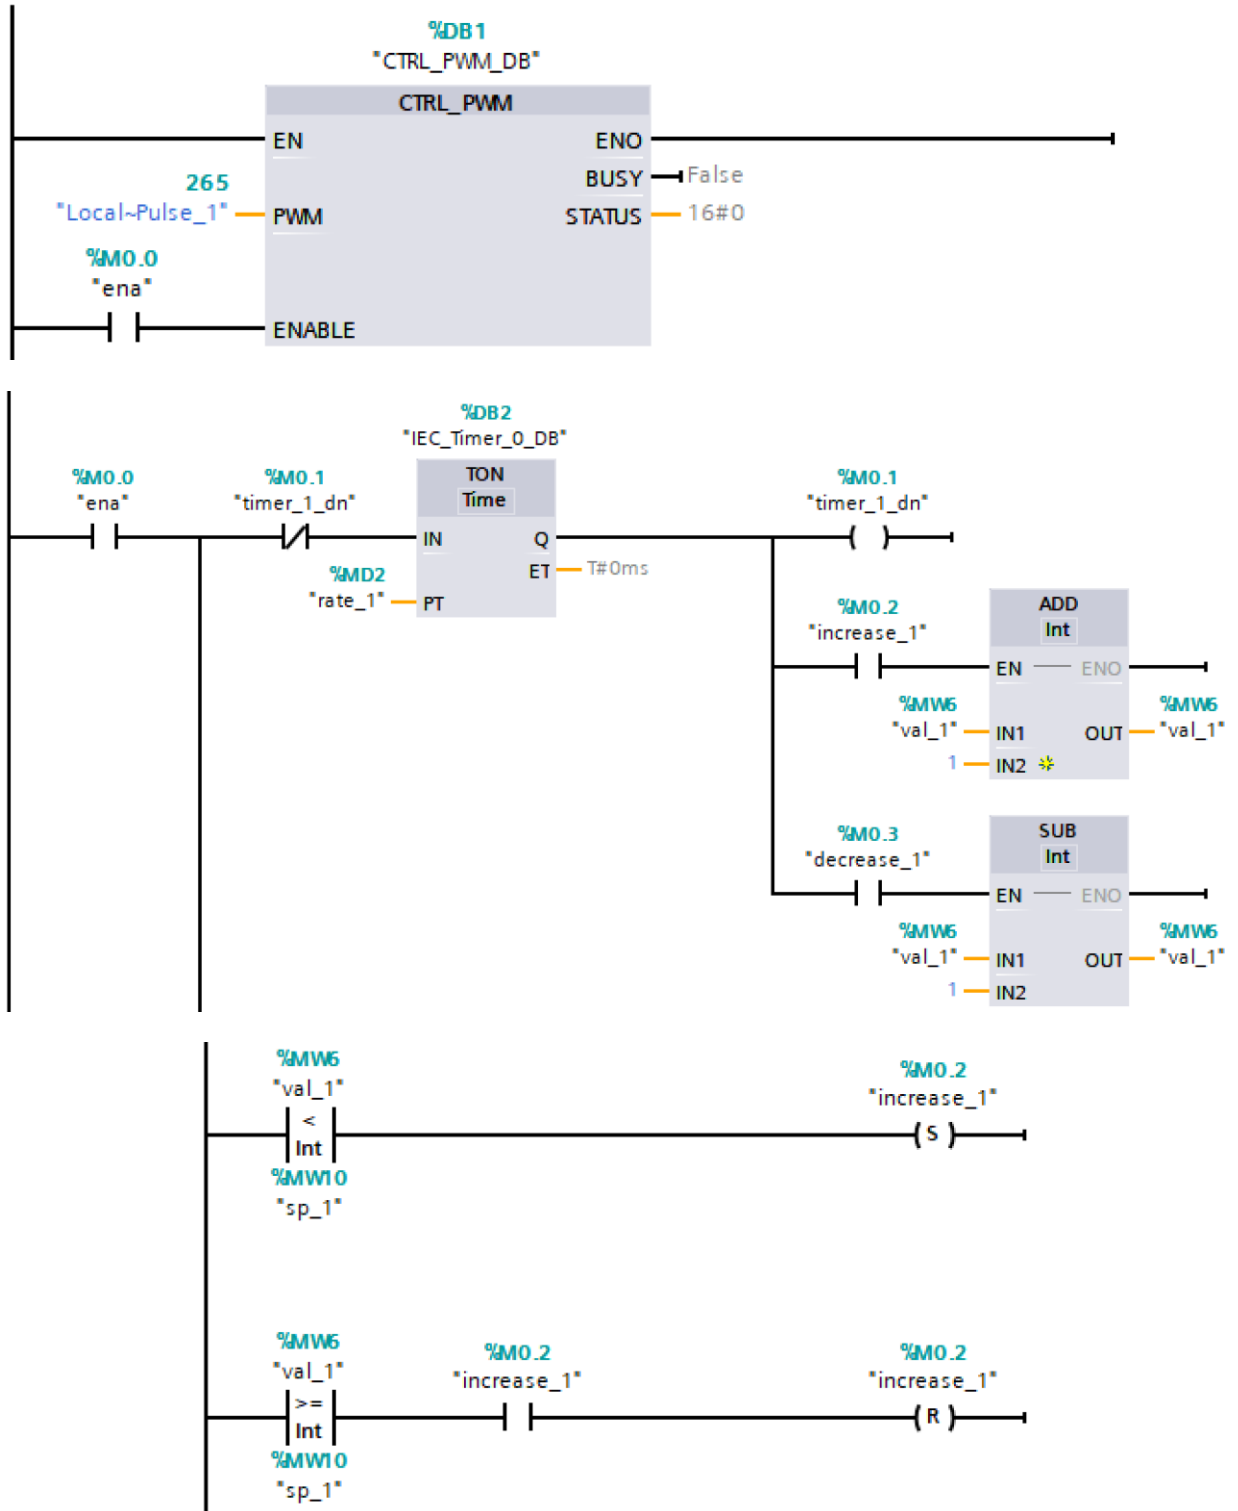 %DB1
"CTRL_PWM_DB"
CTRL_PWM
EN ENO
BUSY False
265
"Local~Pulse_1" PWM STATUS 16#0
%M0.0
"ena"
ENABLE
%DB2
"IEC_Timer_0_DB"
TON
Time
%M0.0 %M0.1 %M0.1
"ena" "timer_1_dn" "timer_1_dn"
IN Q
ET T#0ms
%MD2
"rate_1" PT
%M0.2
"increase_1"
ADD
Int
EN ENO
%MW6 %MW6
"val_1" IN1 OUT "val_1"
1 IN2
%M0.3
"decrease_1"
SUB
Int
EN ENO
%MW6 %MW6
"val_1" IN1 OUT "val_1"
1 IN2
%MW6 %M0.2
"val_1" "increase_1"
< S
Int
%MW10
"sp_1"
%MW6 %M0.2 %M0.2
"val_1" "increase_1" "increase_1"
>= R
Int
%MW10
"sp_1"